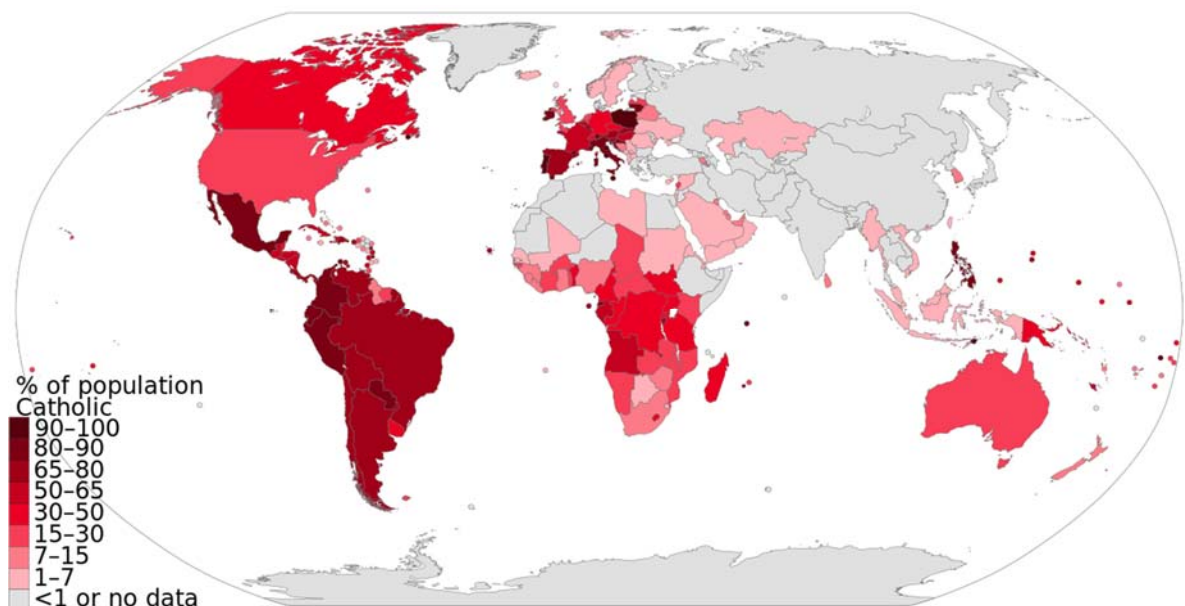 % of population
Catholic
90–100
80–90
65–80
50–65
30–50
15–30
7–15
1–7
<1 or no data